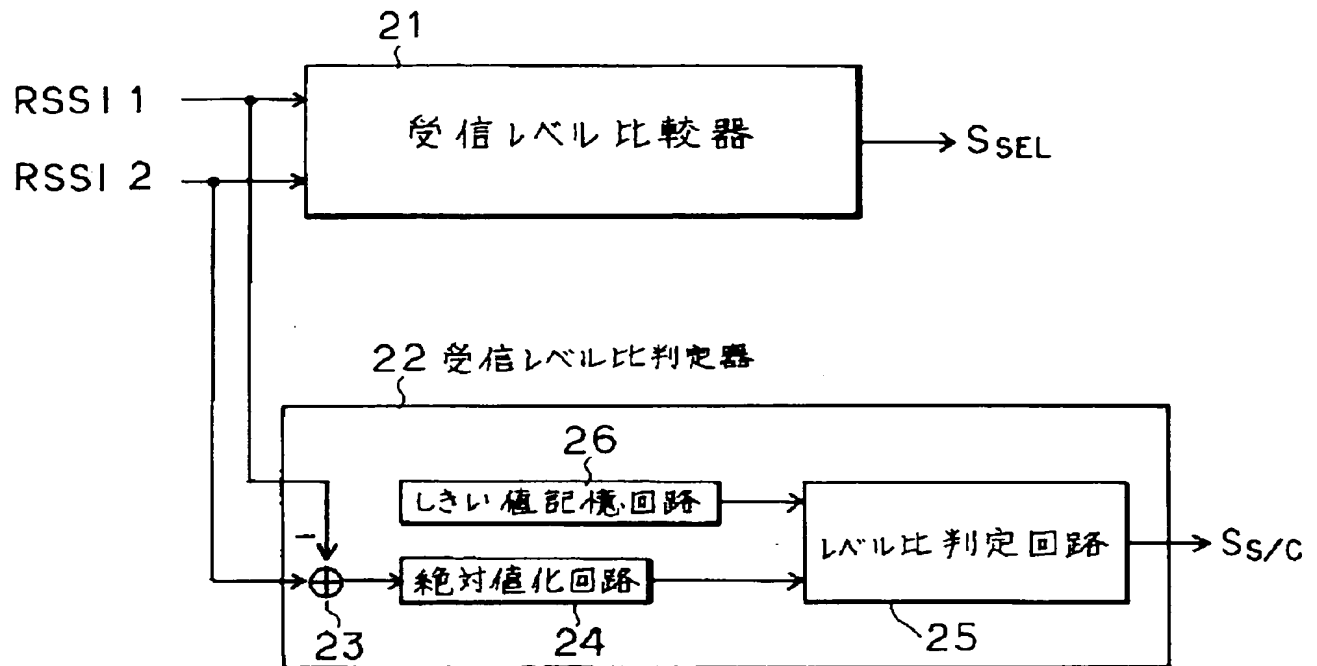 21
RSSI 1
受信レベル比較器
SSEL
RSSI 2
22 受信レベル比判定器
26
しきい値記憶回路
レベル比判定回路
SS/C
−
絶対値化回路
23
24
25